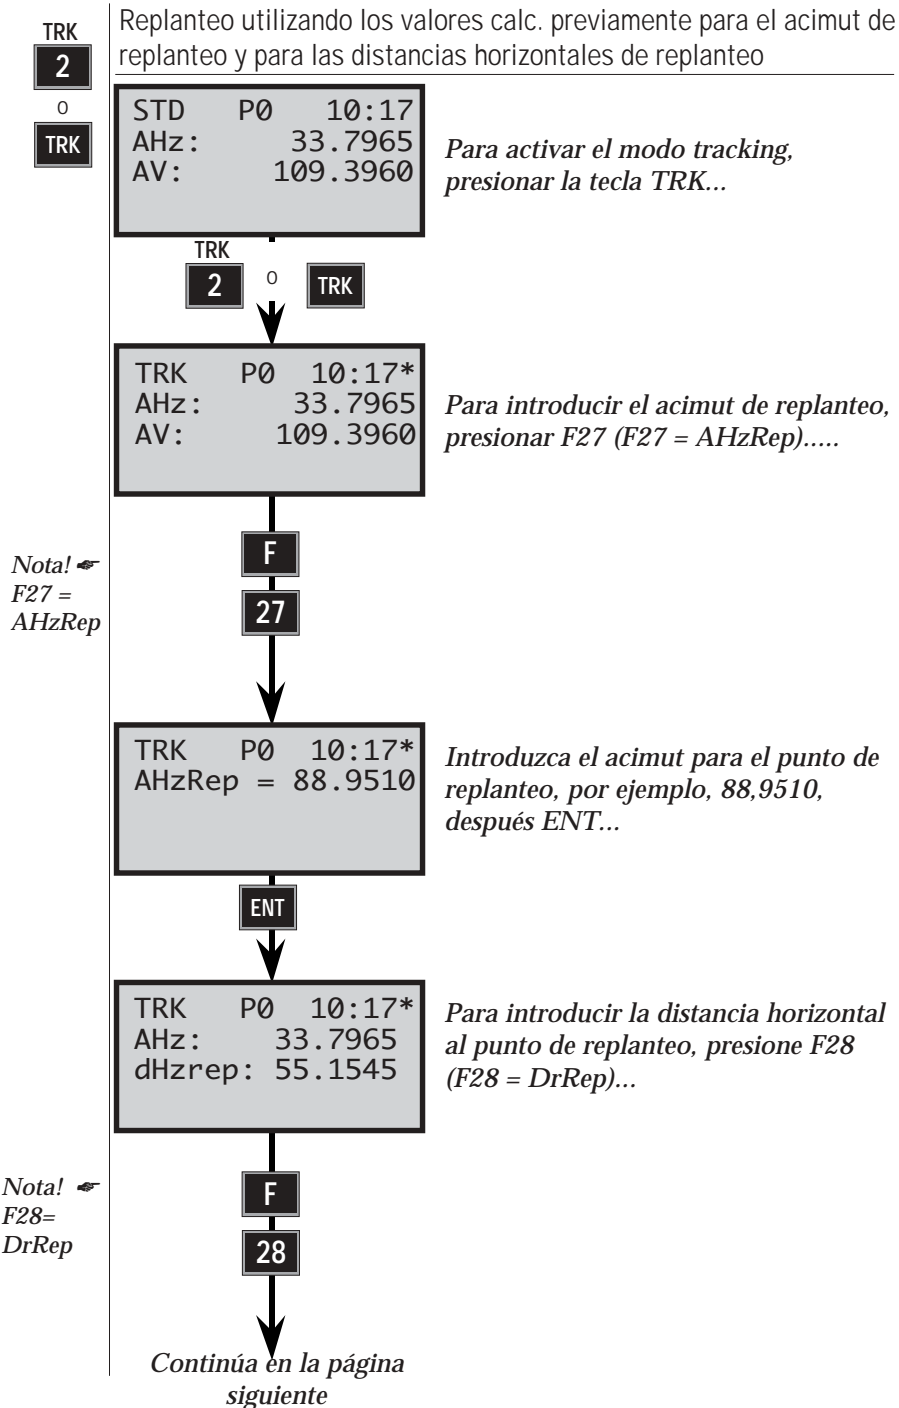 TRK
2
o
TRK
Replanteo utilizando los valores calc. previamente para el acimut de
replanteo y para las distancias horizontales de replanteo
STD P0 10:17
AHz: 33.7965
AV: 109.3960
Para activar el modo tracking,
presionar la tecla TRK...
TRK
2 o TRK
TRK P0 10:17*
AHz: 33.7965
AV: 109.3960
Para introducir el acimut de replanteo,
presionar F27 (F27 = AHzRep).....
F
27
Nota! ☛
F27 =
AHzRep
TRK P0 10:17*
AHzRep = 88.9510
Introduzca el acimut para el punto de
replanteo, por ejemplo, 88,9510,
después ENT...
ENT
TRK P0 10:17*
AHz: 33.7965
dHzrep: 55.1545
Para introducir la distancia horizontal
al punto de replanteo, presione F28
(F28 = DrRep)...
Nota! ☛
F28=
DrRep
F
28
Continúa en la página
siguiente